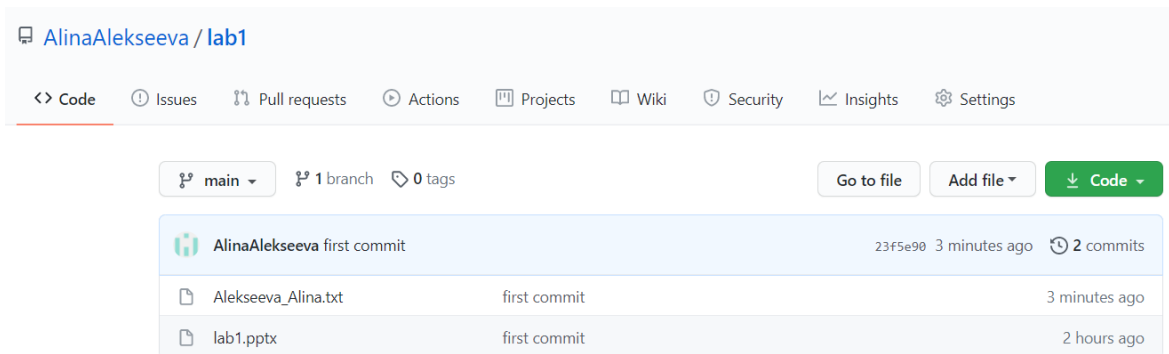 AlinaAlekseeva / lab1
Code Issues Pull requests Actions Projects Wiki Security Insights Settings
main 1 branch 0 tags Go to file Add file Code
AlinaAlekseeva first commit 23f5e90 3 minutes ago 2 commits
Alekseeva_Alina.txt first commit 3 minutes ago
lab1.pptx first commit 2 hours ago